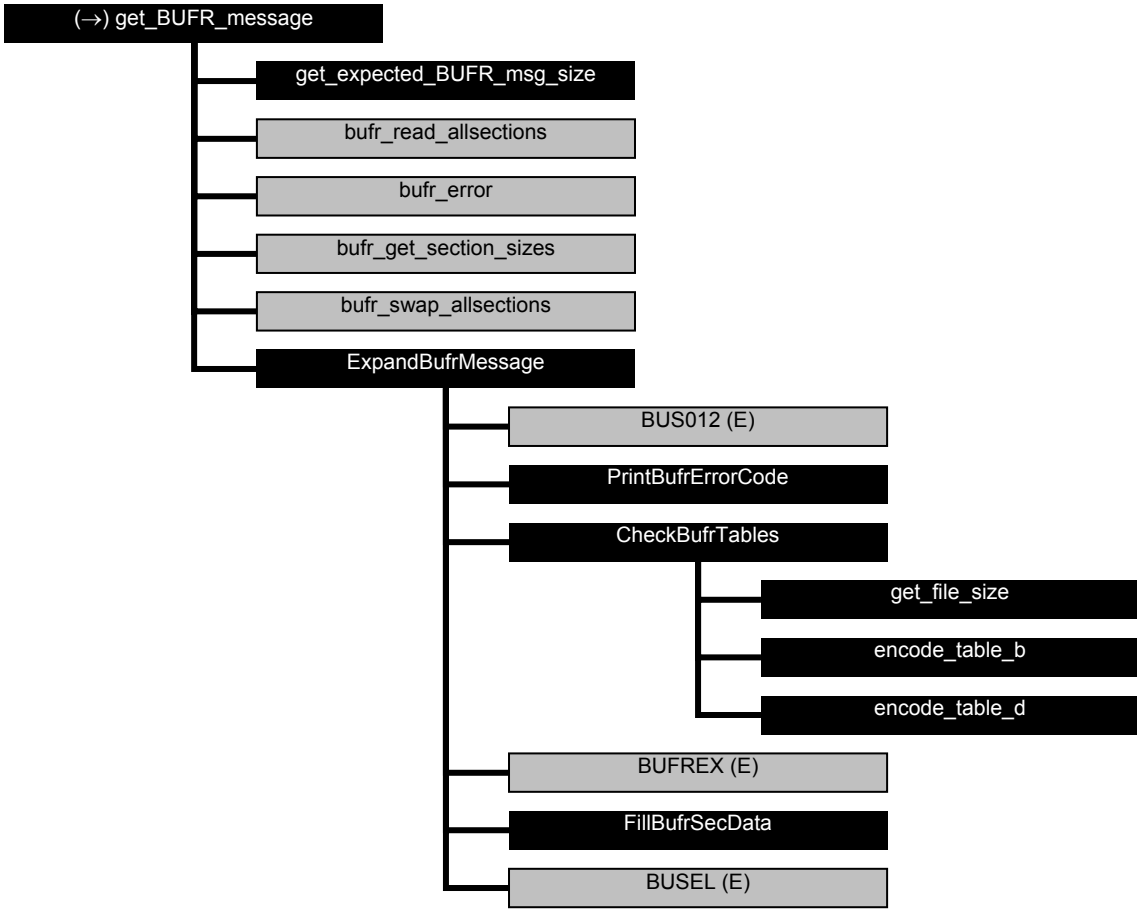 (→) get_BUFR_message
get_expected_BUFR_msg_size
bufr_read_allsections
bufr_error
bufr_get_section_sizes
bufr_swap_allsections
ExpandBufrMessage
BUS012 (E)
PrintBufrErrorCode
CheckBufrTables
get_file_size
encode_table_b
encode_table_d
BUFREX (E)
FillBufrSecData
BUSEL (E)